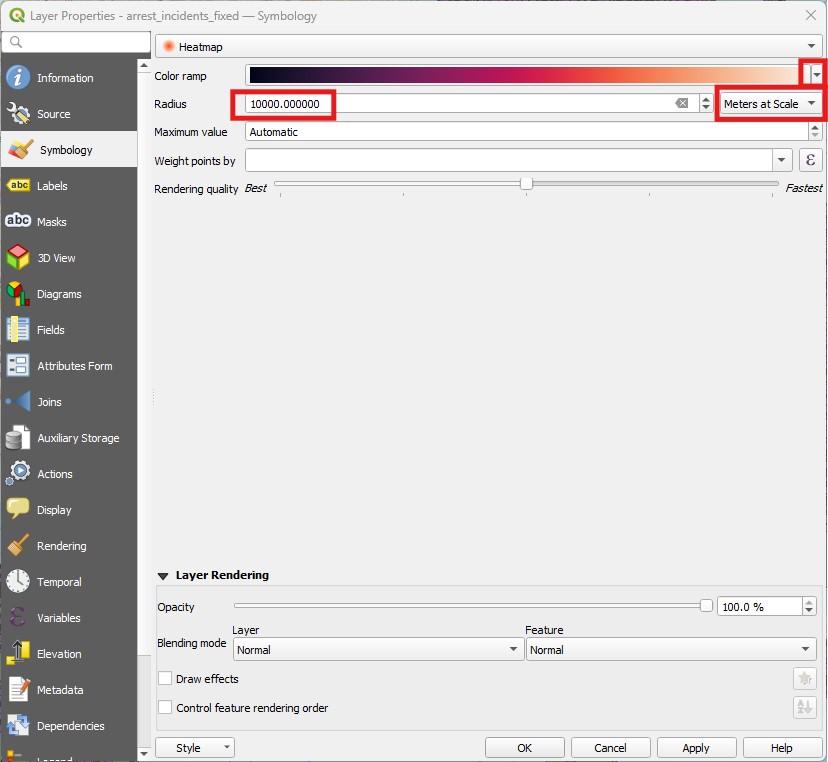 Layer Properties - arrest_incidents_fixed — Symbology
Heatmap
Information
Source
Symbology
abc Labels
abc Masks
3D View
Diagrams
Fields
Attributes Form
Joins
Auxiliary Storage
Actions
Display
Rendering
Temporal
Variables
Elevation
Metadata
Dependencies
Color ramp
Radius 10000.000000 Meters at Scale
Maximum value Automatic
Weight points by ε
Rendering quality Best Fastest
Layer Rendering
Opacity 100.0 %
Layer Feature
Blending mode Normal Normal
Draw effects
Control feature rendering order
Style OK Cancel Apply Help